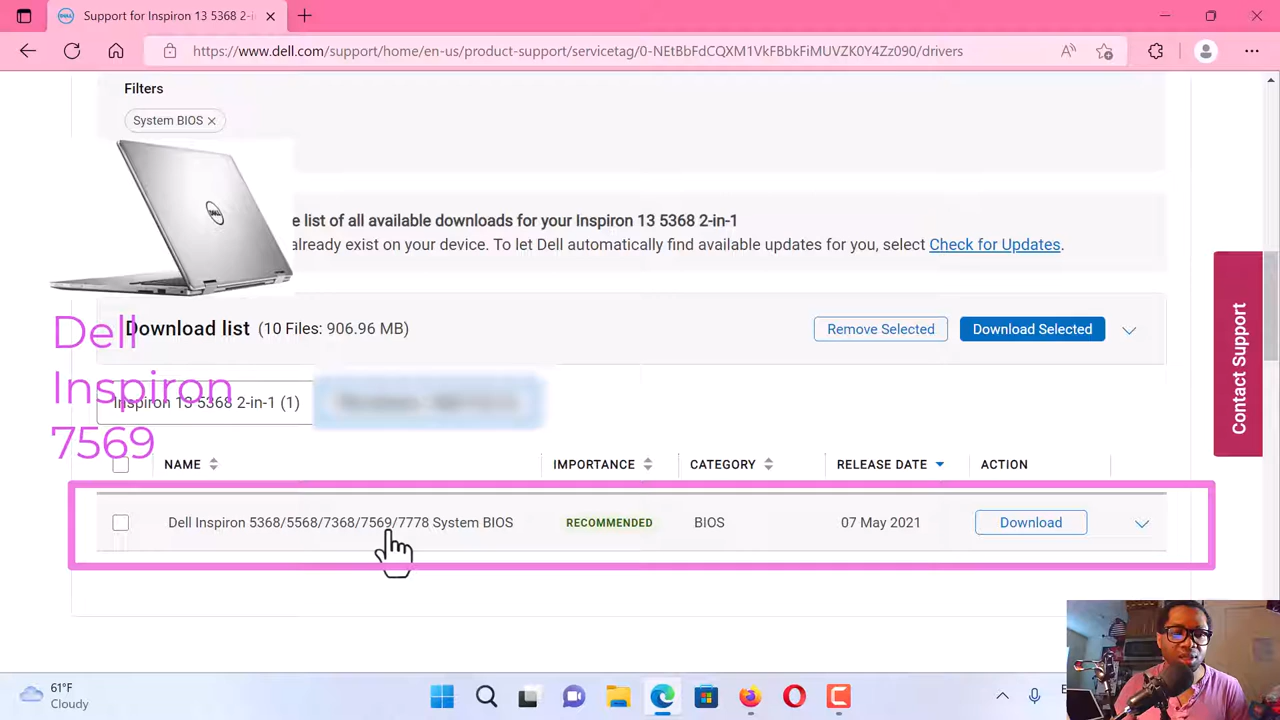 Support for Inspiron 13 5368 2-i
https://www.dell.com/support/home/en-us/product-support/servicetag/0-NEtBbFdCQXM1VkFBbkFiMUVZK0Y4Zz090/drivers
Filters
System BIOS
e list of all available downloads for your Inspiron 13 5368 2-in-1
already exist on your device. To let Dell automatically find available updates for you, select Check for Updates.
Download list (10 Files: 906.96 MB)
Remove Selected
Download Selected
Contact Support
Dell
Inspiron
7569
Inspiron 13 5368 2-in-1 (1)
NAME IMPORTANCE CATEGORY RELEASE DATE ACTION
Dell Inspiron 5368/5568/7368/7569/7778 System BIOS RECOMMENDED BIOS 07 May 2021 Download
61°F
Cloudy